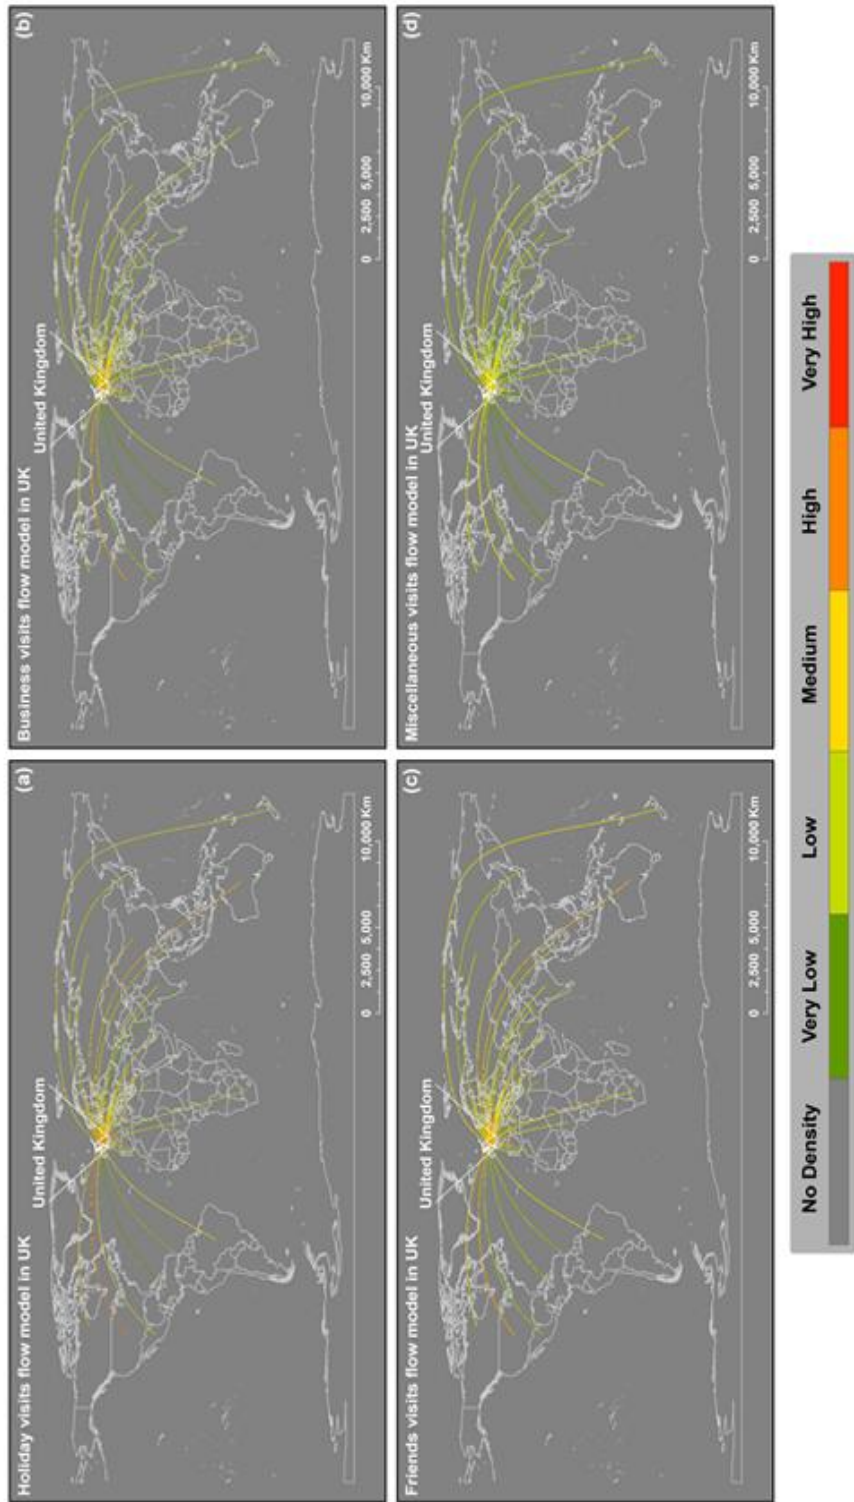 Holiday visits flow model in UK
(a)
United Kingdom
0 2,500 5,000 10,000 Km
Business visits flow model in UK
(b)
United Kingdom
0 2,500 5,000 10,000 Km
Friends visits flow model in UK
(c)
United Kingdom
0 2,500 5,000 10,000 Km
Miscellaneous visits flow model in UK
(d)
United Kingdom
0 2,500 5,000 10,000 Km
No Density
Very Low
Low
Medium
High
Very High